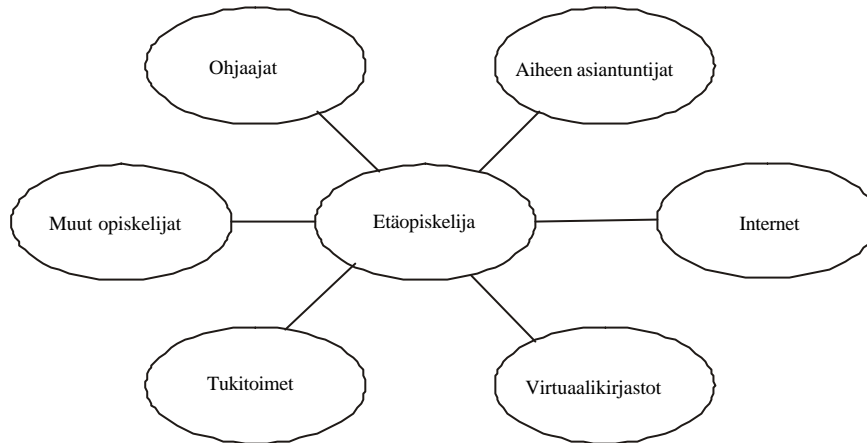 Ohjaajat
Aiheen asiantuntijat
Muut opiskelijat
Etäopiskelija
Internet
Tukitoimet
Virtuaalikirjastot